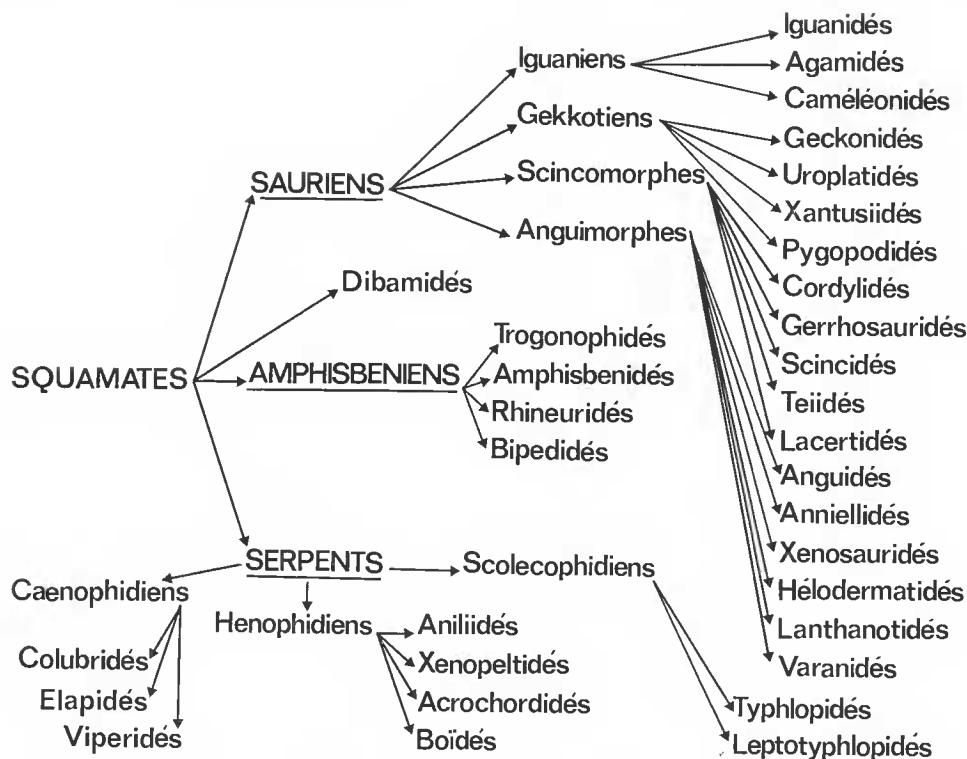 Iguanidés
Iguaniens
Agamidés
Caméléonidés
Gekkotiens
Geckonidés
SAURIENS
Scincomorphes
Uroplatidés
Xantusiidés
Anguimorphes
Pygopodidés
Dibamidés
Cordylidés
Gerrhosauridés
Trogonophidés
Scincidés
SQUAMATES
AMPHISBENIENS
Amphisbenidés
Teiidés
Rhineuridés
Lacertidés
Bipedidés
Anguidés
Anniellidés
Xenosauridés
SERPENTS
Scolecophidiens
Hélodermatidés
Caenophidiens
Henophidiens
Aniliidés
Lanthanotidés
Colubridés
Xenopeltidés
Varanidés
Elapidés
Acrochordidés
Typhlopidés
Viperidés
Boïdés
Leptotyphlopidés